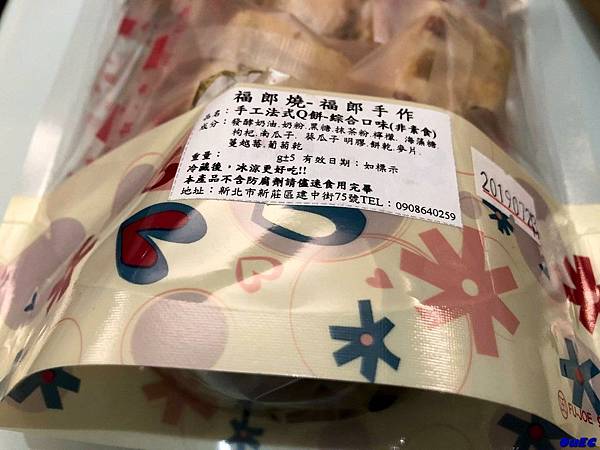 福郎燒-福郎手作
品名：手工法式Q餅-綜合口味(非素食)
成分：發酵奶油.奶粉.黑糖.抹茶粉.檸檬.海藻糖
枸杞.南瓜子.葵瓜子 明膠.餅乾.麥片.
蔓越莓.葡萄乾
重量：　g±5 有效日期：如標示
冷藏後，冰涼更好吃!!
本產品不含防腐劑請儘速食用完畢
地址：新北市新莊區建中街75號TEL：0908640259
FUJOE